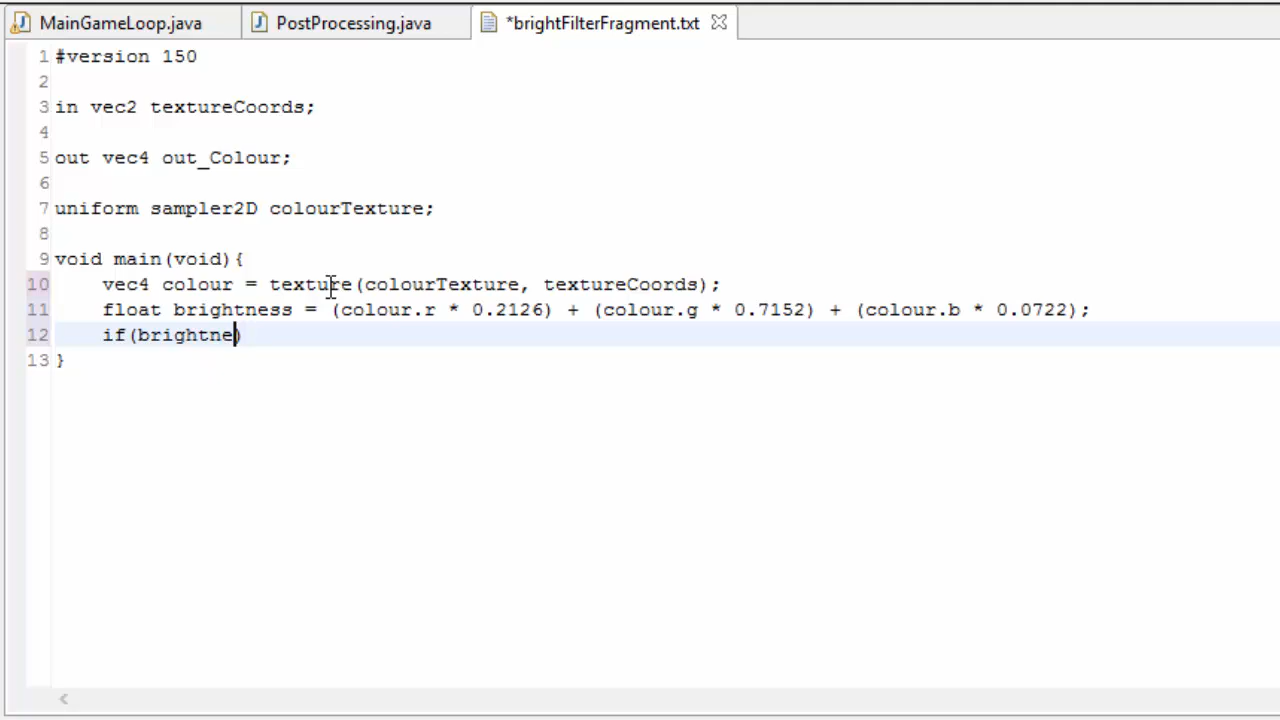 MainGameLoop.java PostProcessing.java *brightFilterFragment.txt
1 #version 150
2
3 in vec2 textureCoords;
4
5 out vec4 out_Colour;
6
7 uniform sampler2D colourTexture;
8
9 void main(void){
10 vec4 colour = texture(colourTexture, textureCoords);
11 float brightness = (colour.r * 0.2126) + (colour.g * 0.7152) + (colour.b * 0.0722);
12 if(brightne)
13 }